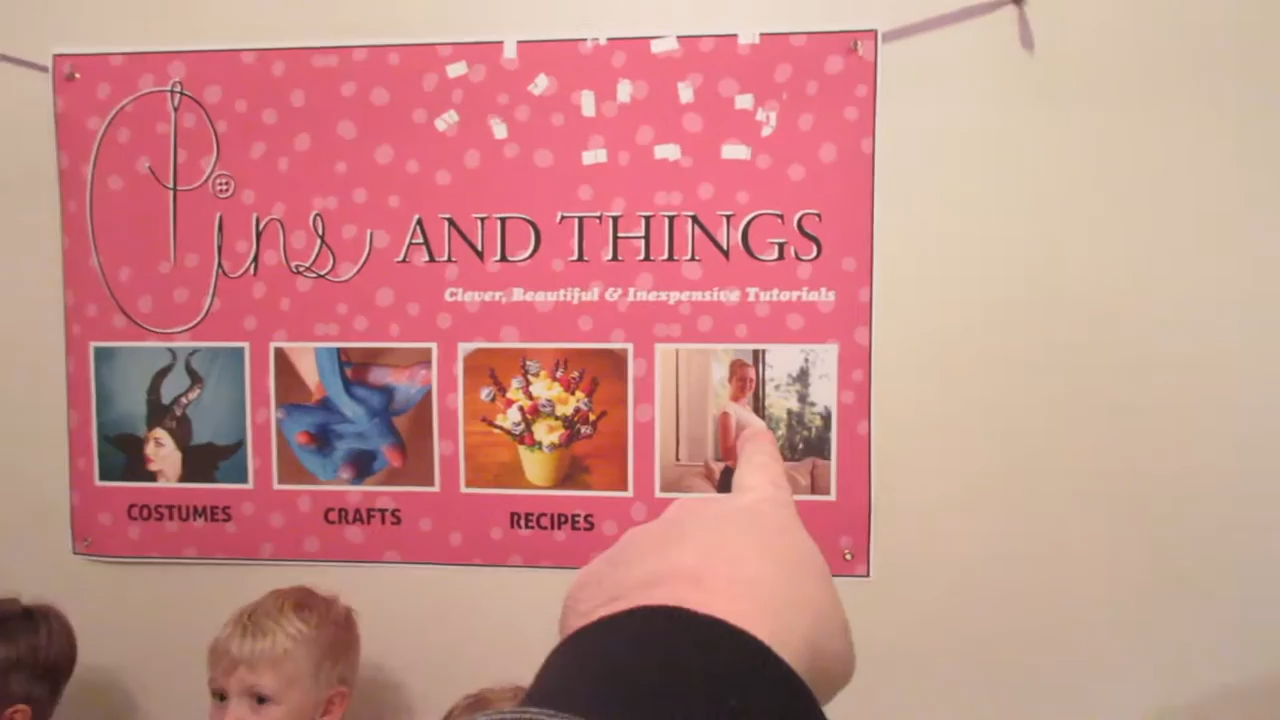 Pins AND THINGS
Clever, Beautiful & Inexpensive Tutorials
COSTUMES CRAFTS RECIPES